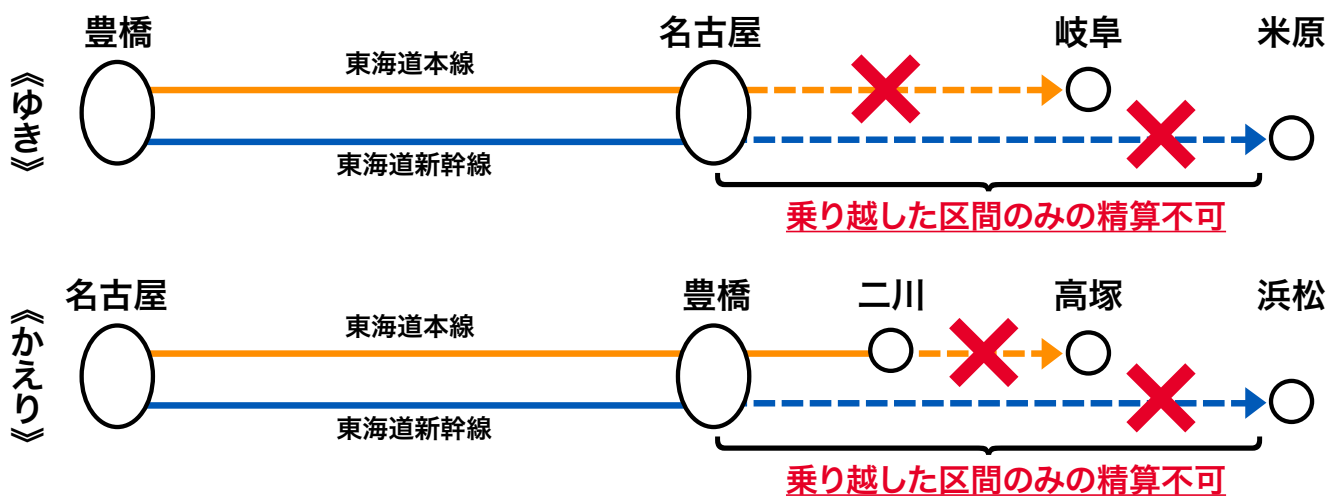 豊橋
名古屋
岐阜
米原
《ゆき》
東海道本線
東海道新幹線
乗り越した区間のみの精算不可
名古屋
豊橋
二川
高塚
浜松
《かえり》
東海道本線
東海道新幹線
乗り越した区間のみの精算不可